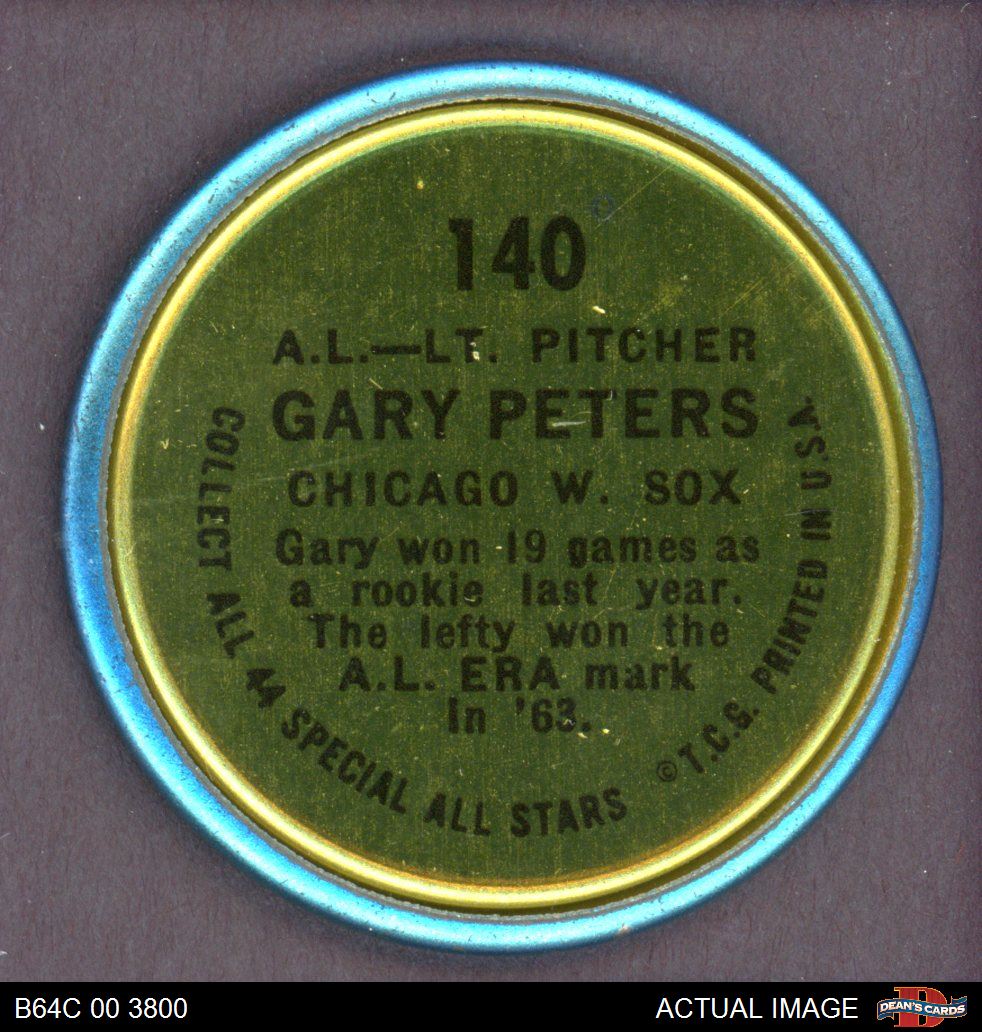 140
A.L.—LT. PITCHER
GARY PETERS
CHICAGO W. SOX
Gary won 19 games as
a rookie last year.
The lefty won the
A.L. ERA mark
in '63.
COLLECT ALL 44 SPECIAL ALL STARS
© T.C.G. PRINTED IN U.S.A.
B64C 00 3800
ACTUAL IMAGE
DEAN'S CARDS